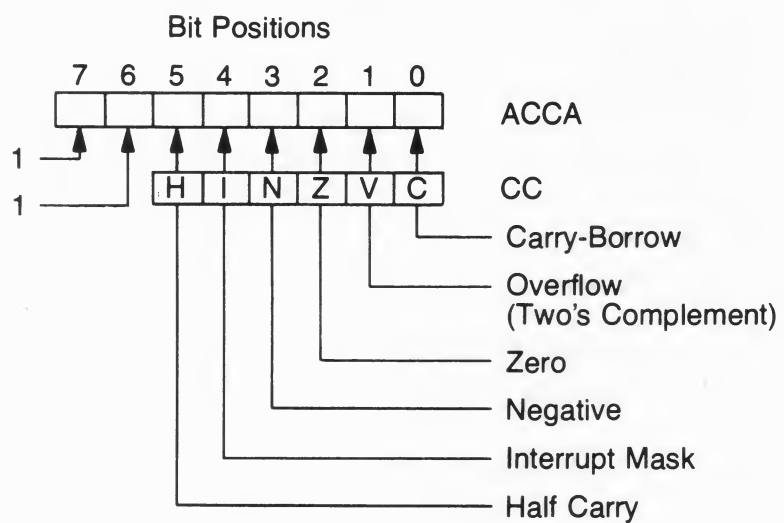 Bit Positions
7 6 5 4 3 2 1 0
ACCA
1
1
H I N Z V C
CC
Carry-Borrow
Overflow
(Two's Complement)
Zero
Negative
Interrupt Mask
Half Carry